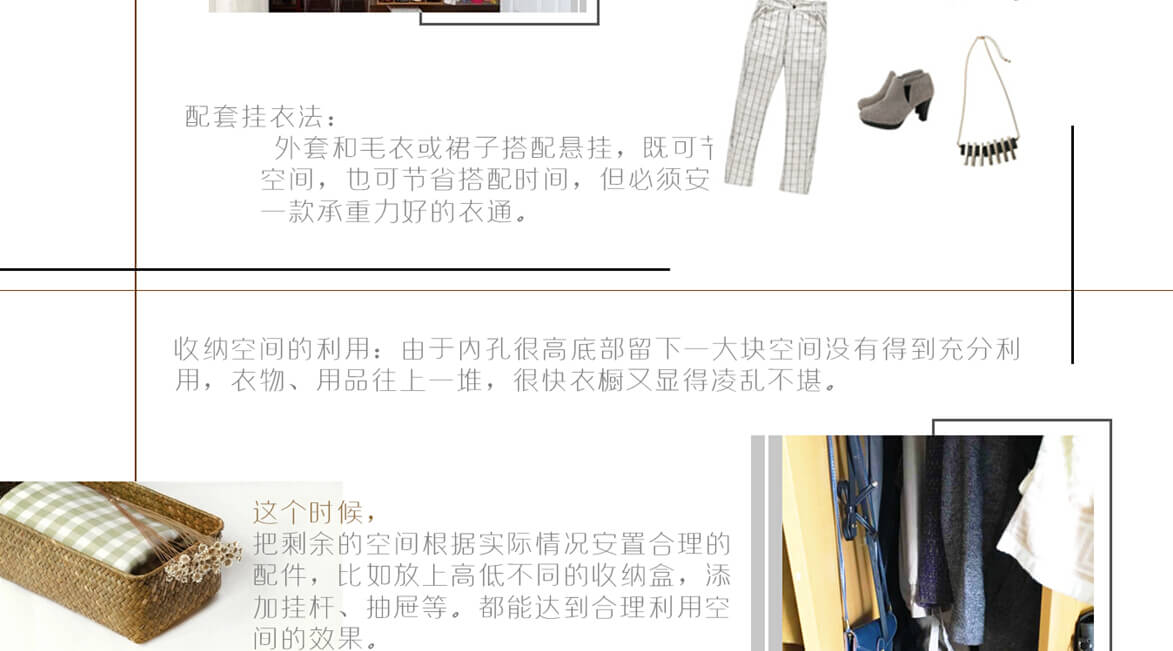 配套挂衣法：
外套和毛衣或裙子搭配悬挂，既可
空间，也可节省搭配时间，但必须安
一款承重力好的衣通。
收纳空间的利用：由于内孔很高底部留下一大块空间没有得到充分利
用，衣物、用品往上一堆，很快衣橱又显得凌乱不堪。
这个时候，
把剩余的空间根据实际情况安置合理的
配件，比如放上高低不同的收纳盒，添
加挂杆、抽屉等。都能达到合理利用空
间的效果。